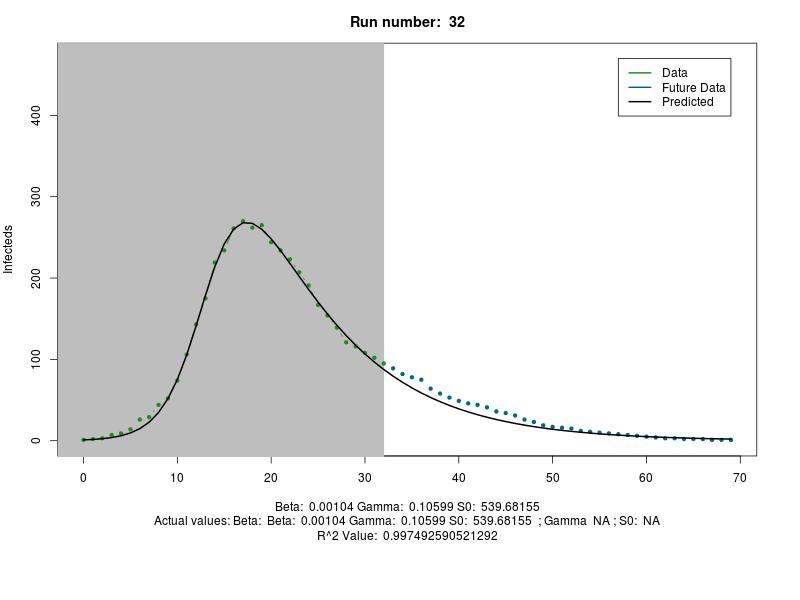 Run number:  32
Data
Future Data
Predicted
Infecteds
400
300
200
100
0
0 10 20 30 40 50 60 70
Beta:  0.00104 Gamma:  0.10599 S0:  539.68155
Actual values: Beta:  Beta:  0.00104 Gamma:  0.10599 S0:  539.68155  ; Gamma  NA ; S0:  NA
R^2 Value:  0.997492590521292